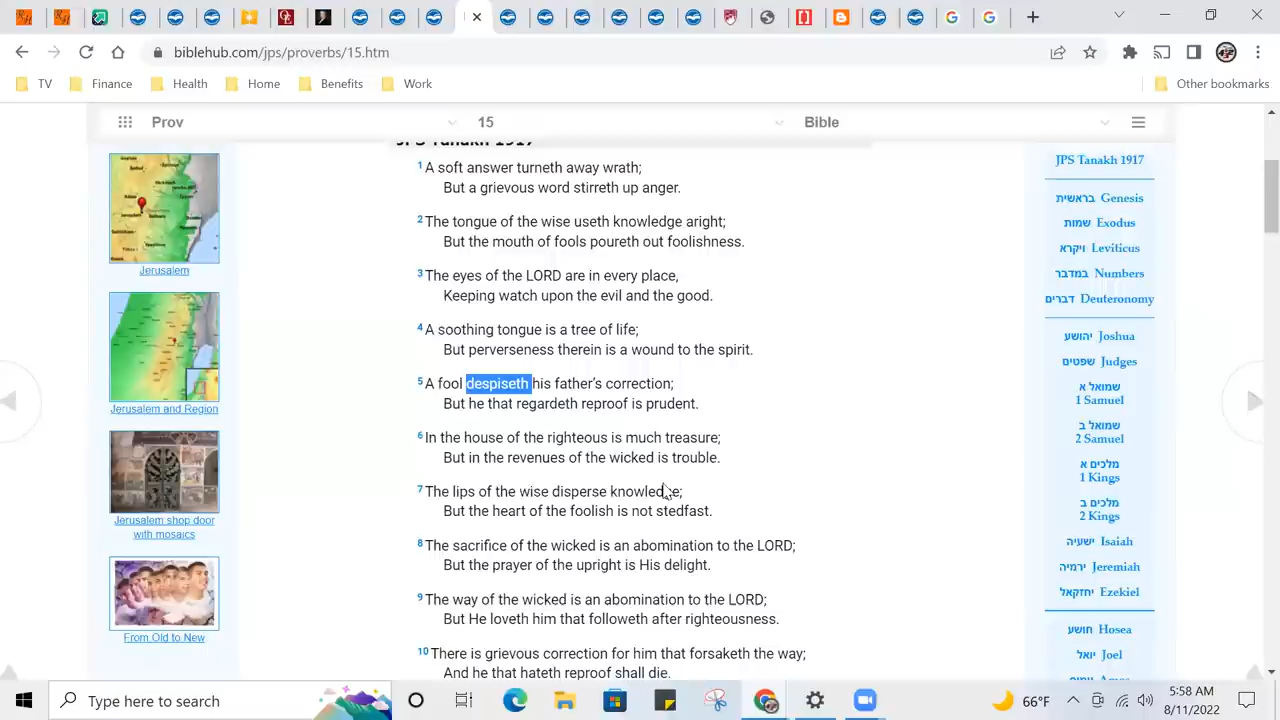 biblehub.com/jps/proverbs/15.htm
TV Finance Health Home Benefits Work Other bookmarks
Prov 15 Bible
JPS Tanakh 1917
1 A soft answer turneth away wrath;
But a grievous word stirreth up anger.
2 The tongue of the wise useth knowledge aright;
But the mouth of fools poureth out foolishness.
3 The eyes of the LORD are in every place,
Keeping watch upon the evil and the good.
4 A soothing tongue is a tree of life;
But perverseness therein is a wound to the spirit.
5 A fool despiseth his father's correction;
But he that regardeth reproof is prudent.
6 In the house of the righteous is much treasure;
But in the revenues of the wicked is trouble.
7 The lips of the wise disperse knowledge;
But the heart of the foolish is not stedfast.
8 The sacrifice of the wicked is an abomination to the LORD;
But the prayer of the upright is His delight.
9 The way of the wicked is an abomination to the LORD;
But He loveth him that followeth after righteousness.
10 There is grievous correction for him that forsaketh the way;
And he that hateth reproof shall die.
Jerusalem
Jerusalem and Region
Jerusalem shop door
with mosaics
From Old to New
JPS Tanakh 1917
בראשית Genesis
שמות Exodus
ויקרא Leviticus
במדבר Numbers
דברים Deuteronomy
יהושע Joshua
שפטים Judges
שמואל א
1 Samuel
שמואל ב
2 Samuel
מלכים א
1 Kings
מלכים ב
2 Kings
ישעיה Isaiah
ירמיה Jeremiah
יחזקאל Ezekiel
הושע Hosea
יואל Joel
Type here to search
66°F
5:58 AM
8/11/2022